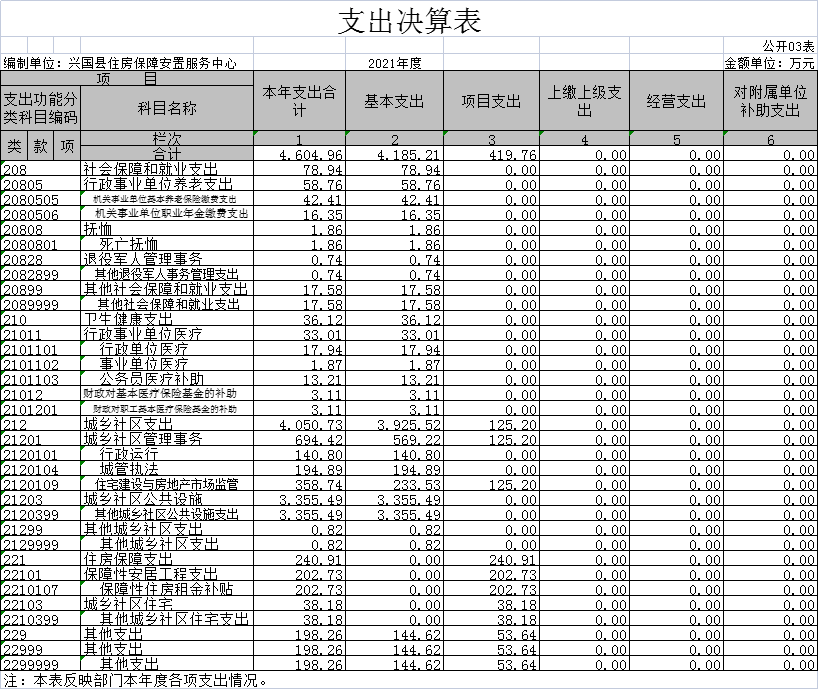 支出决算表
公开03表
编制单位：兴国县住房保障安置服务中心 2021年度 金额单位：万元
项 目 本年支出合计 基本支出 项目支出 上缴上级支出 经营支出 对附属单位补助支出
支出功能分类科目编码 科目名称
类 款 项 栏次 1 2 3 4 5 6
合计 4,604.96 4,185.21 419.76 0.00 0.00 0.00
208 社会保障和就业支出 78.94 78.94 0.00 0.00 0.00 0.00
20805 行政事业单位养老支出 58.76 58.76 0.00 0.00 0.00 0.00
2080505 机关事业单位基本养老保险缴费支出 42.41 42.41 0.00 0.00 0.00 0.00
2080506 机关事业单位职业年金缴费支出 16.35 16.35 0.00 0.00 0.00 0.00
20808 抚恤 1.86 1.86 0.00 0.00 0.00 0.00
2080801 死亡抚恤 1.86 1.86 0.00 0.00 0.00 0.00
20828 退役军人管理事务 0.74 0.74 0.00 0.00 0.00 0.00
2082899 其他退役军人事务管理支出 0.74 0.74 0.00 0.00 0.00 0.00
20899 其他社会保障和就业支出 17.58 17.58 0.00 0.00 0.00 0.00
2089999 其他社会保障和就业支出 17.58 17.58 0.00 0.00 0.00 0.00
210 卫生健康支出 36.12 36.12 0.00 0.00 0.00 0.00
21011 行政事业单位医疗 33.01 33.01 0.00 0.00 0.00 0.00
2101101 行政单位医疗 17.94 17.94 0.00 0.00 0.00 0.00
2101102 事业单位医疗 1.87 1.87 0.00 0.00 0.00 0.00
2101103 公务员医疗补助 13.21 13.21 0.00 0.00 0.00 0.00
21012 财政对基本医疗保险基金的补助 3.11 3.11 0.00 0.00 0.00 0.00
2101201 财政对职工基本医疗保险基金的补助 3.11 3.11 0.00 0.00 0.00 0.00
212 城乡社区支出 4,050.73 3,925.52 125.20 0.00 0.00 0.00
21201 城乡社区管理事务 694.42 569.22 125.20 0.00 0.00 0.00
2120101 行政运行 140.80 140.80 0.00 0.00 0.00 0.00
2120104 城管执法 194.89 194.89 0.00 0.00 0.00 0.00
2120109 住宅建设与房地产市场监管 358.74 233.53 125.20 0.00 0.00 0.00
21203 城乡社区公共设施 3,355.49 3,355.49 0.00 0.00 0.00 0.00
2120399 其他城乡社区公共设施支出 3,355.49 3,355.49 0.00 0.00 0.00 0.00
21299 其他城乡社区支出 0.82 0.82 0.00 0.00 0.00 0.00
2129999 其他城乡社区支出 0.82 0.82 0.00 0.00 0.00 0.00
221 住房保障支出 240.91 0.00 240.91 0.00 0.00 0.00
22101 保障性安居工程支出 202.73 0.00 202.73 0.00 0.00 0.00
2210107 保障性住房租金补贴 202.73 0.00 202.73 0.00 0.00 0.00
22103 城乡社区住宅 38.18 0.00 38.18 0.00 0.00 0.00
2210399 其他城乡社区住宅支出 38.18 0.00 38.18 0.00 0.00 0.00
229 其他支出 198.26 144.62 53.64 0.00 0.00 0.00
22999 其他支出 198.26 144.62 53.64 0.00 0.00 0.00
2299999 其他支出 198.26 144.62 53.64 0.00 0.00 0.00
注：本表反映部门本年度各项支出情况。